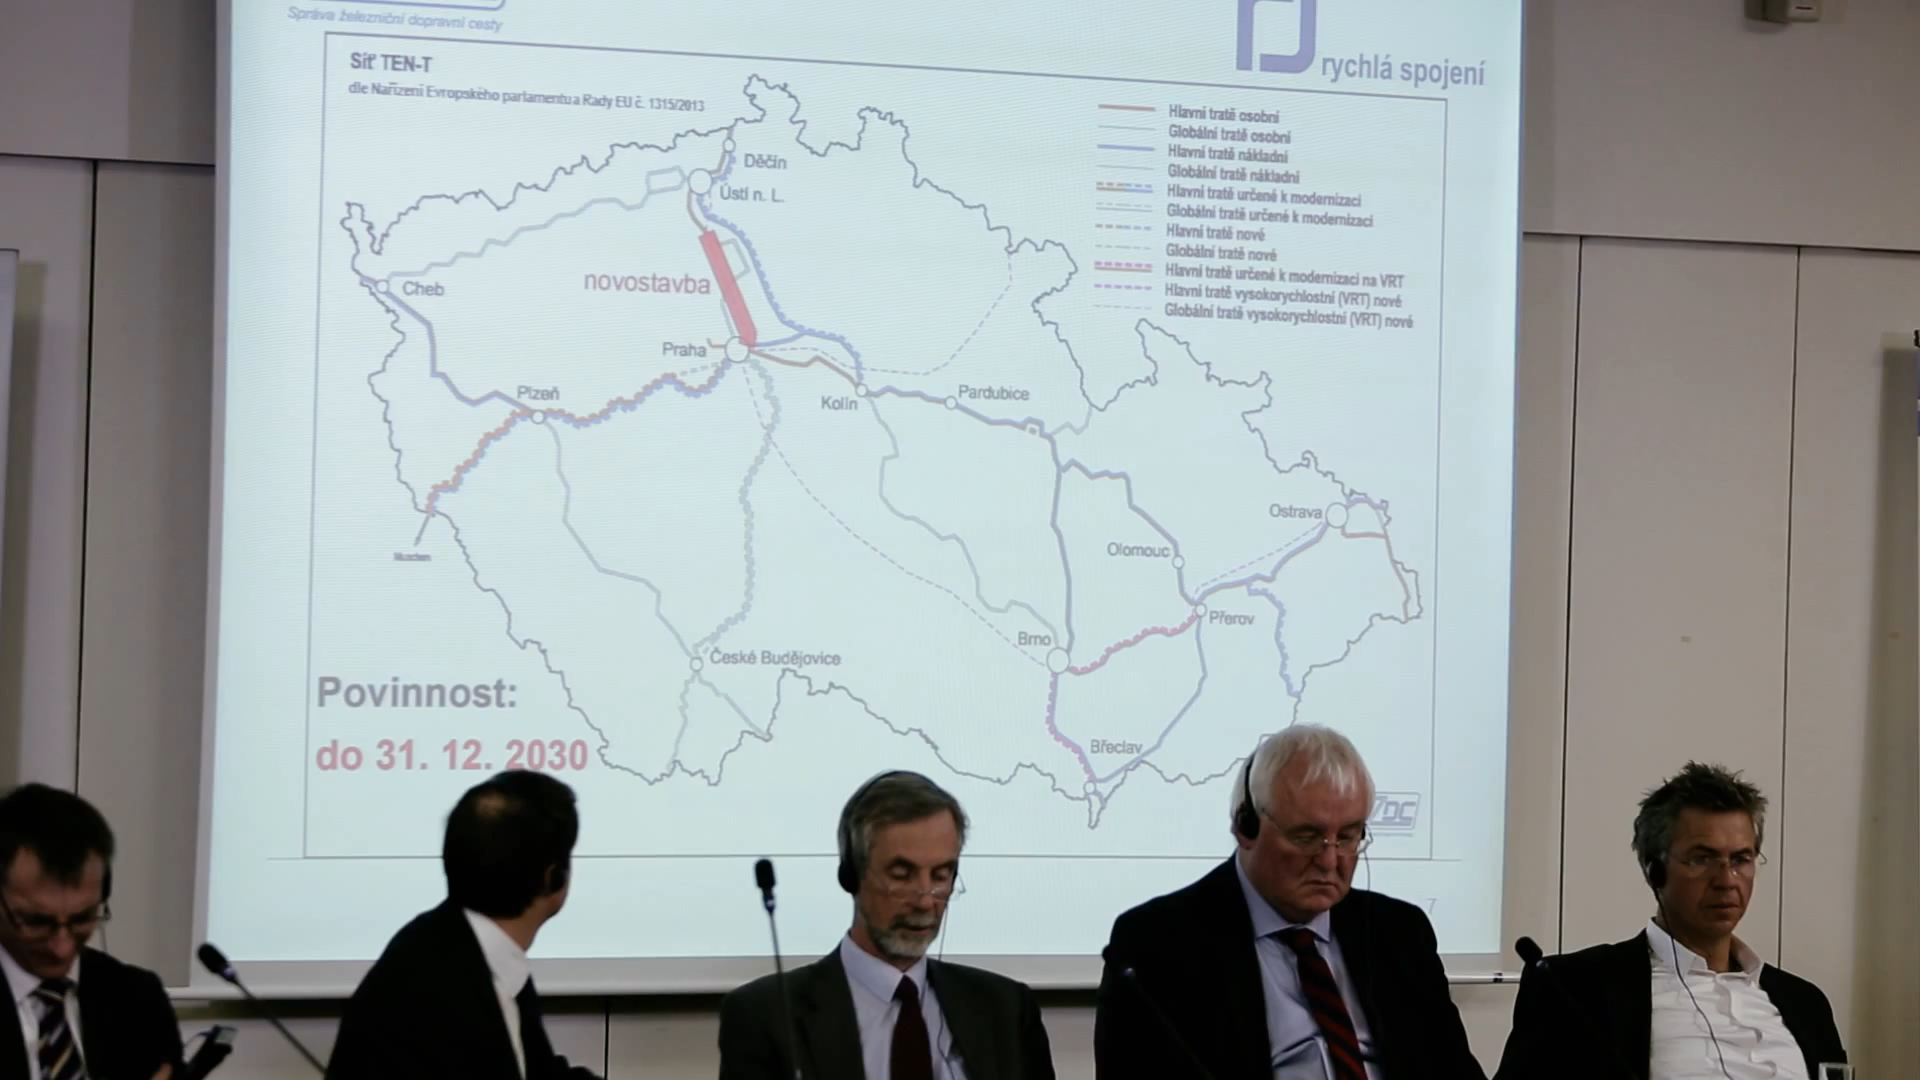 Správa železniční dopravní cesty
rychlá spojení
Síť TEN-T
dle Nařízení Evropského parlamentu a Rady EU č. 1315/2013
Hlavní tratě osobní
Globální tratě osobní
Hlavní tratě nákladní
Globální tratě nákladní
Hlavní tratě určené k modernizaci
Globální tratě určené k modernizaci
Hlavní tratě nové
Globální tratě nové
Hlavní tratě určené k modernizaci na VRT
Hlavní tratě vysokorychlostní (VRT) nové
Globální tratě vysokorychlostní (VRT) nové
Děčín
Ústí n. L.
novostavba
Cheb
Praha
Plzeň
Kolín
Pardubice
Ostrava
Olomouc
Přerov
Brno
České Budějovice
Břeclav
Povinnost:
do 31. 12. 2030
7